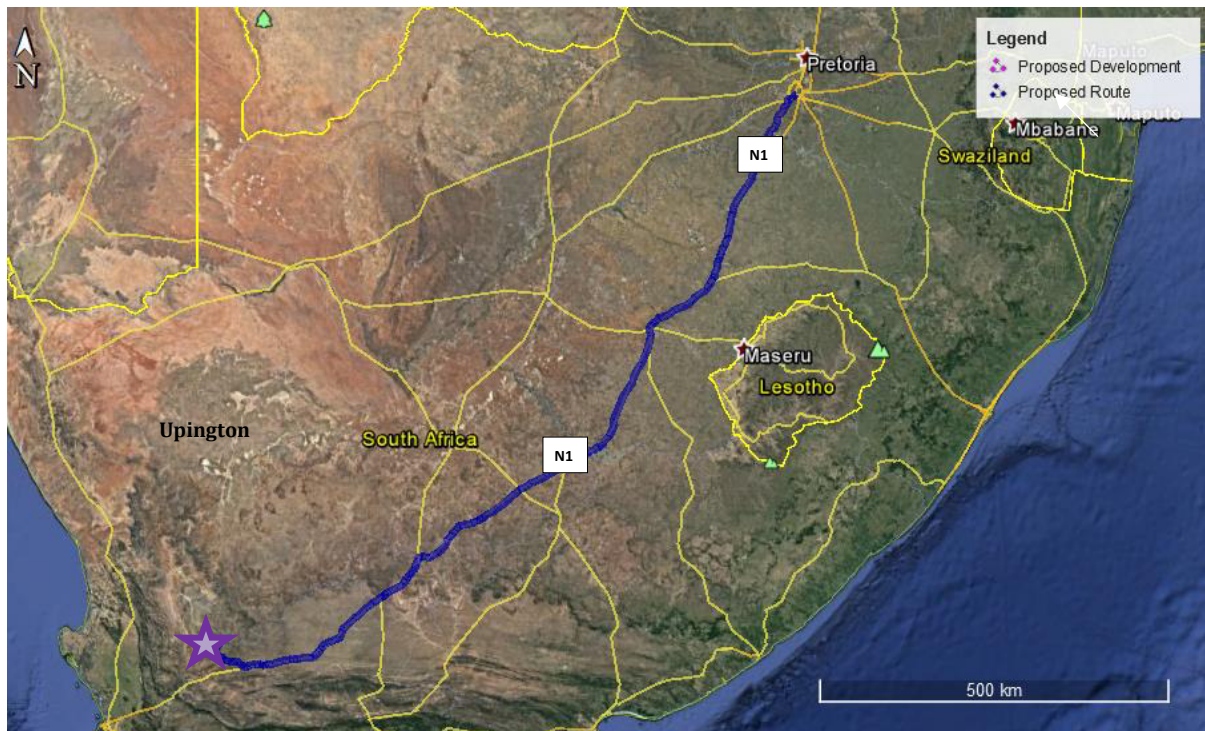 N
Pretoria
Legend
Maputo
Proposed Development
Proposed Route
Maputo
Mbabane
Swaziland
N1
Maseru
Lesotho
Upington
South Africa
N1
500 km